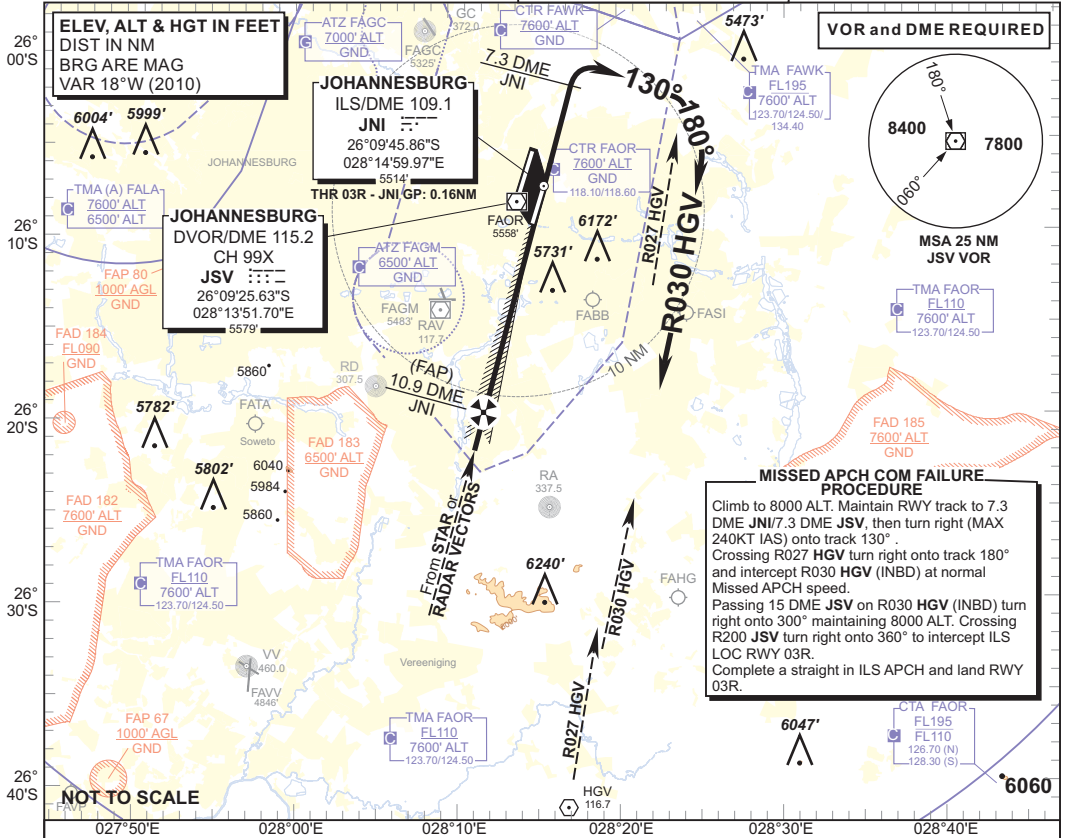 ELEV, ALT & HGT IN FEET
DIST IN NM
BRG ARE MAG
VAR 18°W (2010)
ATZ FAGC
7000' ALT
GND
G
GC
372.0
FAGC
5325'
CTR FAWK
7600' ALT
GND
C
5473'
VOR and DME REQUIRED
180°
060°
8400
7800
MSA 25 NM
JSV VOR
TMA FAWK
FL195
7600' ALT
123.70/124.50/
134.40
C
7.3 DME
JNI
130°
180°
JOHANNESBURG
ILS/DME 109.1
JNI
26°09'45.86"S
028°14'59.97"E
5514'
THR 03R - JNI GP: 0.16NM
6004'
5999'
JOHANNESBURG
CTR FAOR
7600' ALT
GND
118.10/118.60
C
TMA (A) FALA
7600' ALT
6500' ALT
C
JOHANNESBURG
DVOR/DME 115.2
CH 99X
JSV
26°09'25.63"S
028°13'51.70"E
5579'
FAOR
5558'
6172'
5731'
R027 HGV
R030 HGV
ATZ FAGM
6500' ALT
GND
C
FAGM
5483'
RAV
117.7
FABB
FASI
10 NM
TMA FAOR
FL110
7600' ALT
123.70/124.50
C
FAP 80
1000' AGL
GND
FAD 184
FL090
GND
5860'
RD
307.5
(FAP)
10.9 DME
JNI
5782'
FATA
Soweto
FAD 183
6500' ALT
GND
FAD 185
7600' ALT
GND
5802'
6040
5984
5860
FAD 182
7600' ALT
GND
RA
337.5
From STAR or
RADAR VECTORS
MISSED APCH COM FAILURE
PROCEDURE
Climb to 8000 ALT. Maintain RWY track to 7.3
DME JNI/7.3 DME JSV, then turn right (MAX
240KT IAS) onto track 130° .
Crossing R027 HGV turn right onto track 180°
and intercept R030 HGV (INBD) at normal
Missed APCH speed.
Passing 15 DME JSV on R030 HGV (INBD) turn
right onto 300° maintaining 8000 ALT. Crossing
R200 JSV turn right onto 360° to intercept ILS
LOC RWY 03R.
Complete a straight in ILS APCH and land RWY
03R.
TMA FAOR
FL110
7600' ALT
123.70/124.50
C
6240'
6000
R030 HGV
FAHG
VV
460.0
FAVV
4846'
Vereeniging
FAP 67
1000' AGL
GND
TMA FAOR
FL110
7600' ALT
123.70/124.50
C
R027 HGV
6047'
CTA FAOR
FL195
FL110
126.70 (N)
128.30 (S)
C
6060
HGV
116.7
FAVP
NOT TO SCALE
26°
00'S
26°
10'S
26°
20'S
26°
30'S
26°
40'S
027°50'E
028°00'E
028°10'E
028°20'E
028°30'E
028°40'E